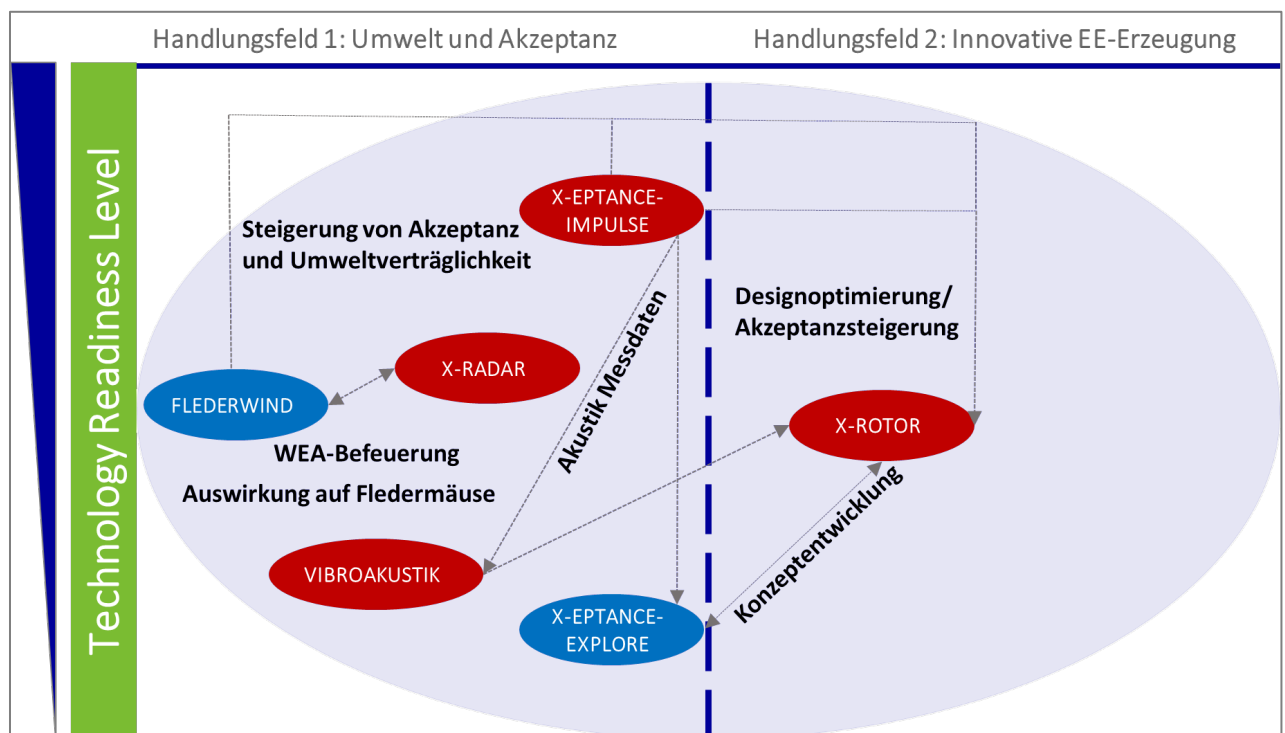 Handlungsfeld 1: Umwelt und Akzeptanz
Handlungsfeld 2: Innovative EE-Erzeugung
Technology Readiness Level
X-EPTANCE-
IMPULSE
Steigerung von Akzeptanz
und Umweltverträglichkeit
Designoptimierung/
Akzeptanzsteigerung
Akustik Messdaten
X-RADAR
FLEDERWIND
X-ROTOR
WEA-Befeuerung
Auswirkung auf Fledermäuse
Konzeptentwicklung
VIBROAKUSTIK
X-EPTANCE-
EXPLORE